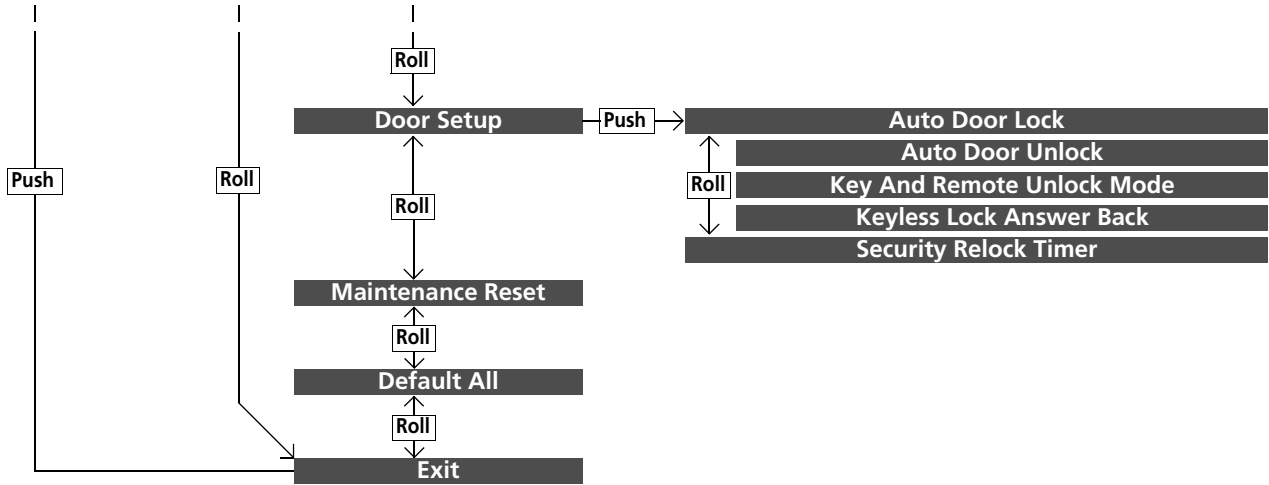 Roll
Door Setup
Push
Auto Door Lock
Auto Door Unlock
Push
Roll
Roll
Key And Remote Unlock Mode
Roll
Keyless Lock Answer Back
Security Relock Timer
Maintenance Reset
Roll
Default All
Roll
Exit